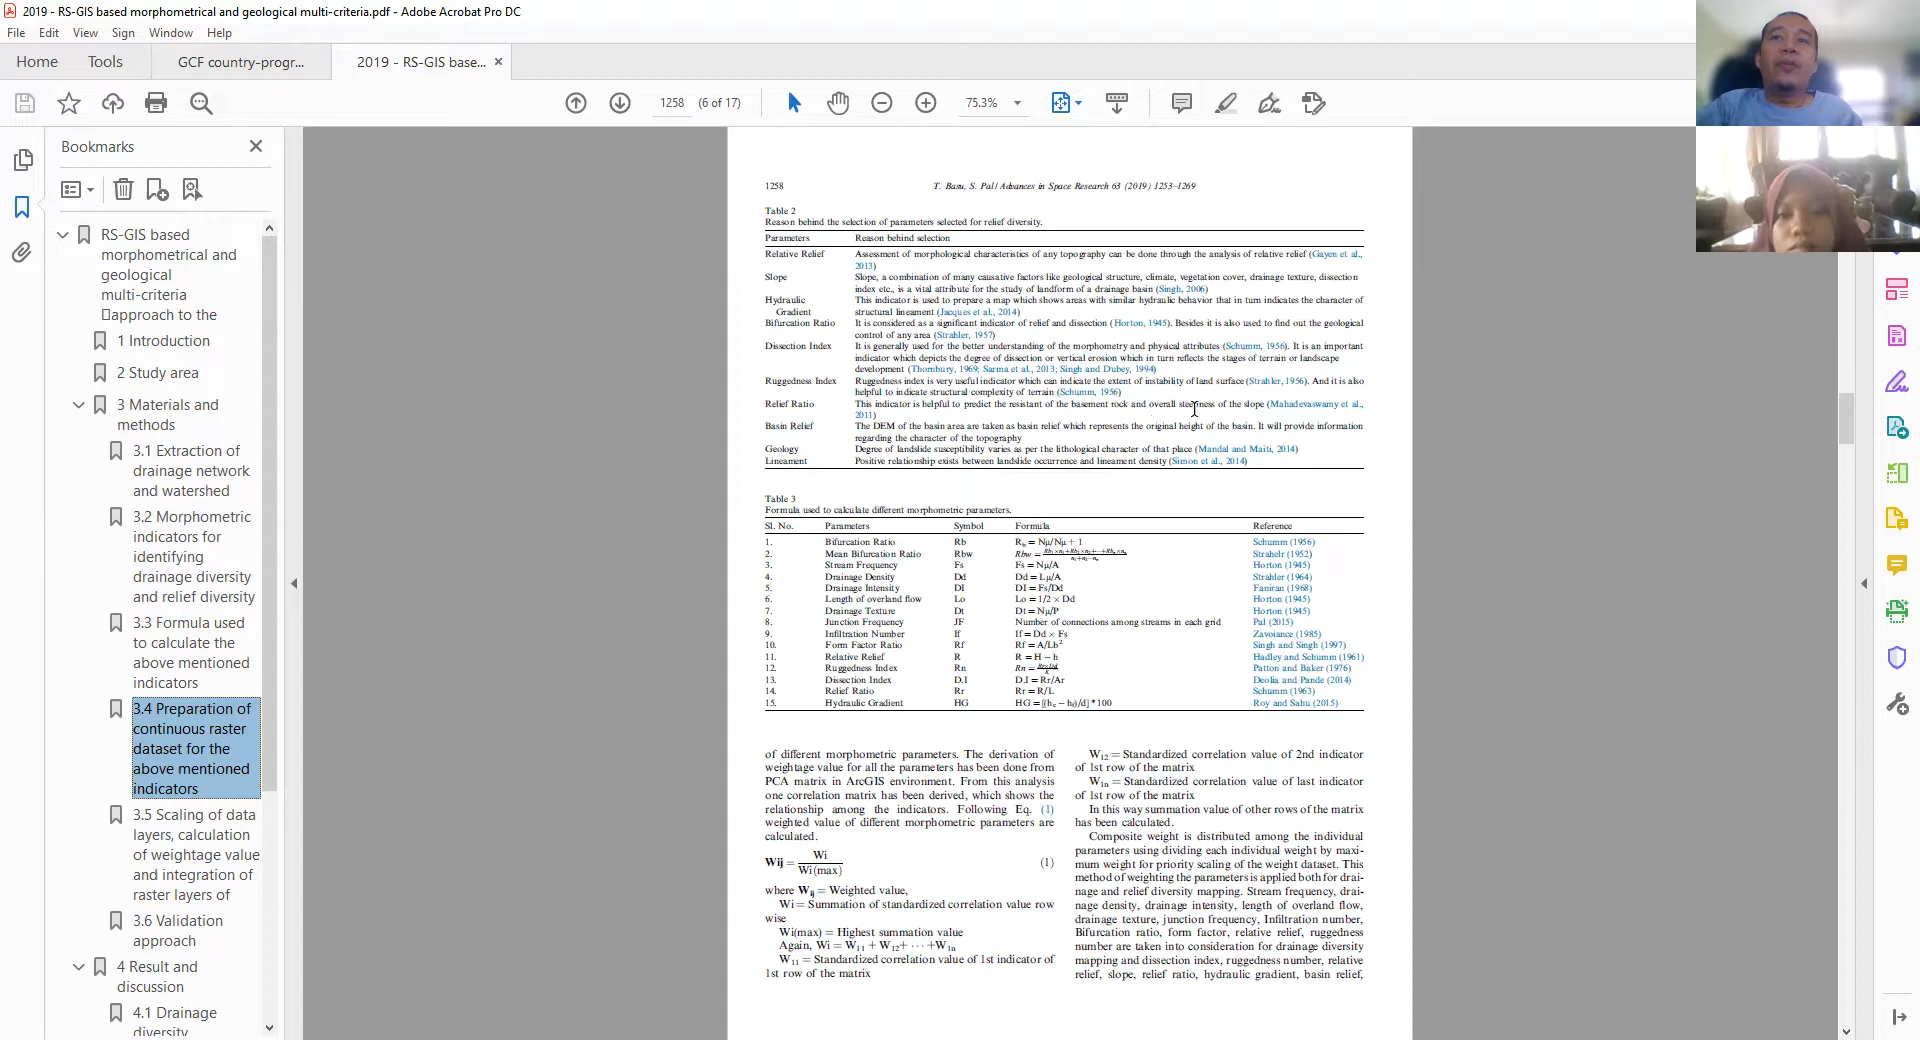 2019 - RS-GIS based morphometrical and geological multi-criteria.pdf - Adobe Acrobat Pro DC
File Edit View Sign Window Help
Home Tools GCF country-progr... 2019 - RS-GIS base... ×
1258 (6 of 17) 75.3%
Bookmarks
RS-GIS based
morphometrical and
geological
multi-criteria
approach to the
1 Introduction
2 Study area
3 Materials and
methods
3.1 Extraction of
drainage network
and watershed
3.2 Morphometric
indicators for
identifying
drainage diversity
and relief diversity
3.3 Formula used
to calculate the
above mentioned
indicators
3.4 Preparation of
continuous raster
dataset for the
above mentioned
indicators
3.5 Scaling of data
layers, calculation
of weightage value
and integration of
raster layers of
3.6 Validation
approach
4 Result and
discussion
4.1 Drainage
diversity
1258 T. Basu, S. Pal / Advances in Space Research 63 (2019) 1253–1269
Table 2
Reason behind the selection of parameters selected for relief diversity.
Parameters Reason behind selection
Relative Relief Assessment of morphological characteristics of any topography can be done through the analysis of relative relief (Gayen et al.,
2013)
Slope Slope, a combination of many causative factors like geological structure, climate, vegetation cover, drainage texture, dissection
index etc., is a vital attribute for the study of landform of a drainage basin (Singh, 2006)
Hydraulic This indicator is used to prepare a map which shows areas with similar hydraulic behavior that in turn indicates the character of
Gradient structural lineament (Jacques et al., 2014)
Bifurcation Ratio It is considered as a significant indicator of relief and dissection (Horton, 1945). Besides it is also used to find out the geological
control of any area (Strahler, 1957)
Dissection Index It is generally used for the better understanding of the morphometry and physical attributes (Schumm, 1956). It is an important
indicator which depicts the degree of dissection or vertical erosion which in turn reflects the stages of terrain or landscape
development (Thornbury, 1969; Sarma et al., 2013; Singh and Dubey, 1994)
Ruggedness Index Ruggedness index is very useful indicator which can indicate the extent of instability of land surface (Strahler, 1956). And it is also
helpful to indicate structural complexity of terrain (Schumm, 1956)
Relief Ratio This indicator is helpful to predict the resistant of the basement rock and overall steepness of the slope (Mahadevaswamy et al.,
2011)
Basin Relief The DEM of the basin area are taken as basin relief which represents the original height of the basin. It will provide information
regarding the character of the topography
Geology Degree of landslide susceptibility varies as per the lithological character of that place (Mandal and Maiti, 2014)
Lineament Positive relationship exists between landslide occurrence and lineament density (Simon et al., 2014)
Table 3
Formula used to calculate different morphometric parameters.
Sl. No. Parameters Symbol Formula Reference
1. Bifurcation Ratio Rb Rb = Nμ/Nμ + 1 Schumm (1956)
2. Mean Bifurcation Ratio Rbw Rbw = Strahelr (1952)
3. Stream Frequency Fs Fs = Nμ/A Horton (1945)
4. Drainage Density Dd Dd = Lμ/A Strahler (1964)
5. Drainage Intensity DI DI = Fs/Dd Faniran (1968)
6. Length of overland flow Lo Lo = 1/2 × Dd Horton (1945)
7. Drainage Texture Dt Dt = Nμ/P Horton (1945)
8. Junction Frequency JF Number of connections among streams in each grid Pal (2015)
9. Infiltration Number If If = Dd × Fs Zavoiance (1985)
10. Form Factor Ratio Rf Rf = A/Lb² Singh and Singh (1997)
11. Relative Relief R R = H − h Hadley and Schumm (1961)
12. Ruggedness Index Rn Rn = Patton and Baker (1976)
13. Dissection Index D.I D.I = Rr/Ar Deolia and Pande (2014)
14. Relief Ratio Rr Rr = R/L Schumm (1963)
15. Hydraulic Gradient HG HG = [(hc − hf)/d] * 100 Roy and Sahu (2015)
of different morphometric parameters. The derivation of
weightage value for all the parameters has been done from
PCA matrix in ArcGIS environment. From this analysis
one correlation matrix has been derived, which shows the
relationship among the indicators. Following Eq. (1)
weighted value of different morphometric parameters are
calculated.
Wij = Wi / Wi(max) (1)
where Wij = Weighted value,
Wi = Summation of standardized correlation value row
wise
Wi(max) = Highest summation value
Again, Wi = W11 + W12+ ··· +W1n
W11 = Standardized correlation value of 1st indicator of
1st row of the matrix
W12 = Standardized correlation value of 2nd indicator
of 1st row of the matrix
W1n = Standardized correlation value of last indicator
of 1st row of the matrix
In this way summation value of other rows of the matrix
has been calculated.
Composite weight is distributed among the individual
parameters using dividing each individual weight by maxi-
mum weight for priority scaling of the weight dataset. This
method of weighting the parameters is applied both for drai-
nage and relief diversity mapping. Stream frequency, drai-
nage density, drainage intensity, length of overland flow,
drainage texture, junction frequency, Infiltration number,
Bifurcation ratio, form factor, relative relief, ruggedness
number are taken into consideration for drainage diversity
mapping and dissection index, ruggedness number, relative
relief, slope, relief ratio, hydraulic gradient, basin relief,